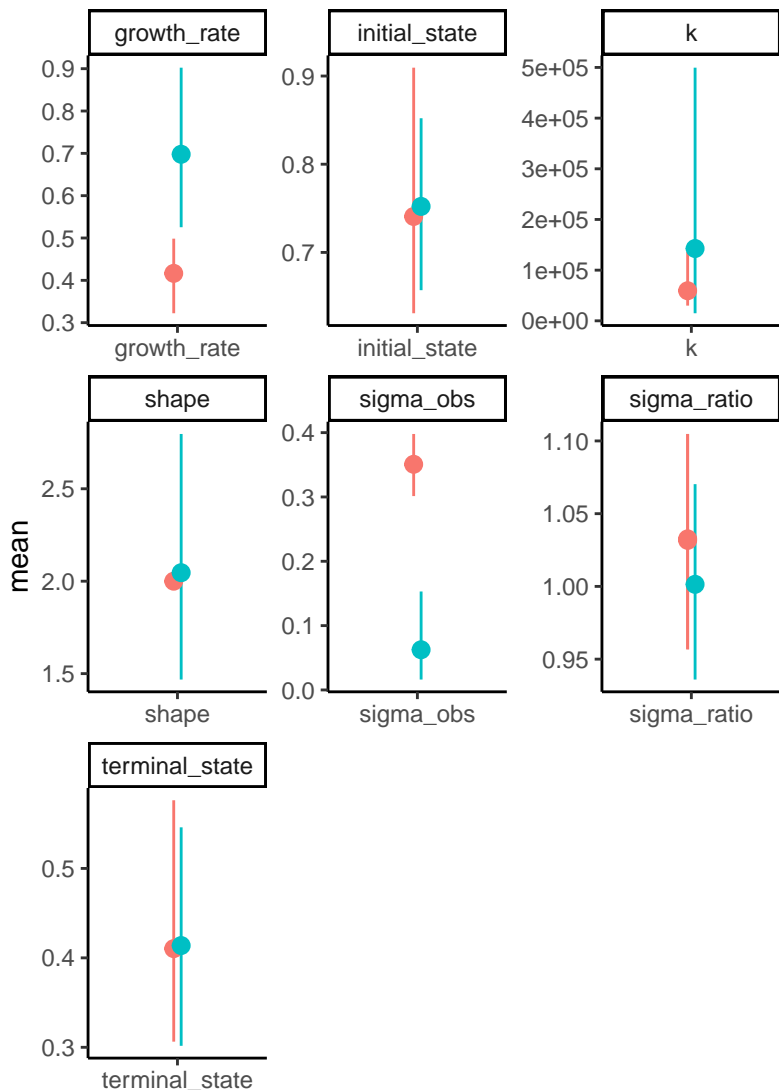 growth_rate
0.9
0.8
0.7
0.6
0.5
0.4
0.3
growth_rate
initial_state
0.9
0.8
0.7
initial_state
k
5e+05
4e+05
3e+05
2e+05
1e+05
0e+00
k
mean
shape
2.5
2.0
1.5
shape
sigma_obs
0.4
0.3
0.2
0.1
0.0
sigma_obs
sigma_ratio
1.10
1.05
1.00
0.95
sigma_ratio
terminal_state
0.5
0.4
0.3
terminal_state